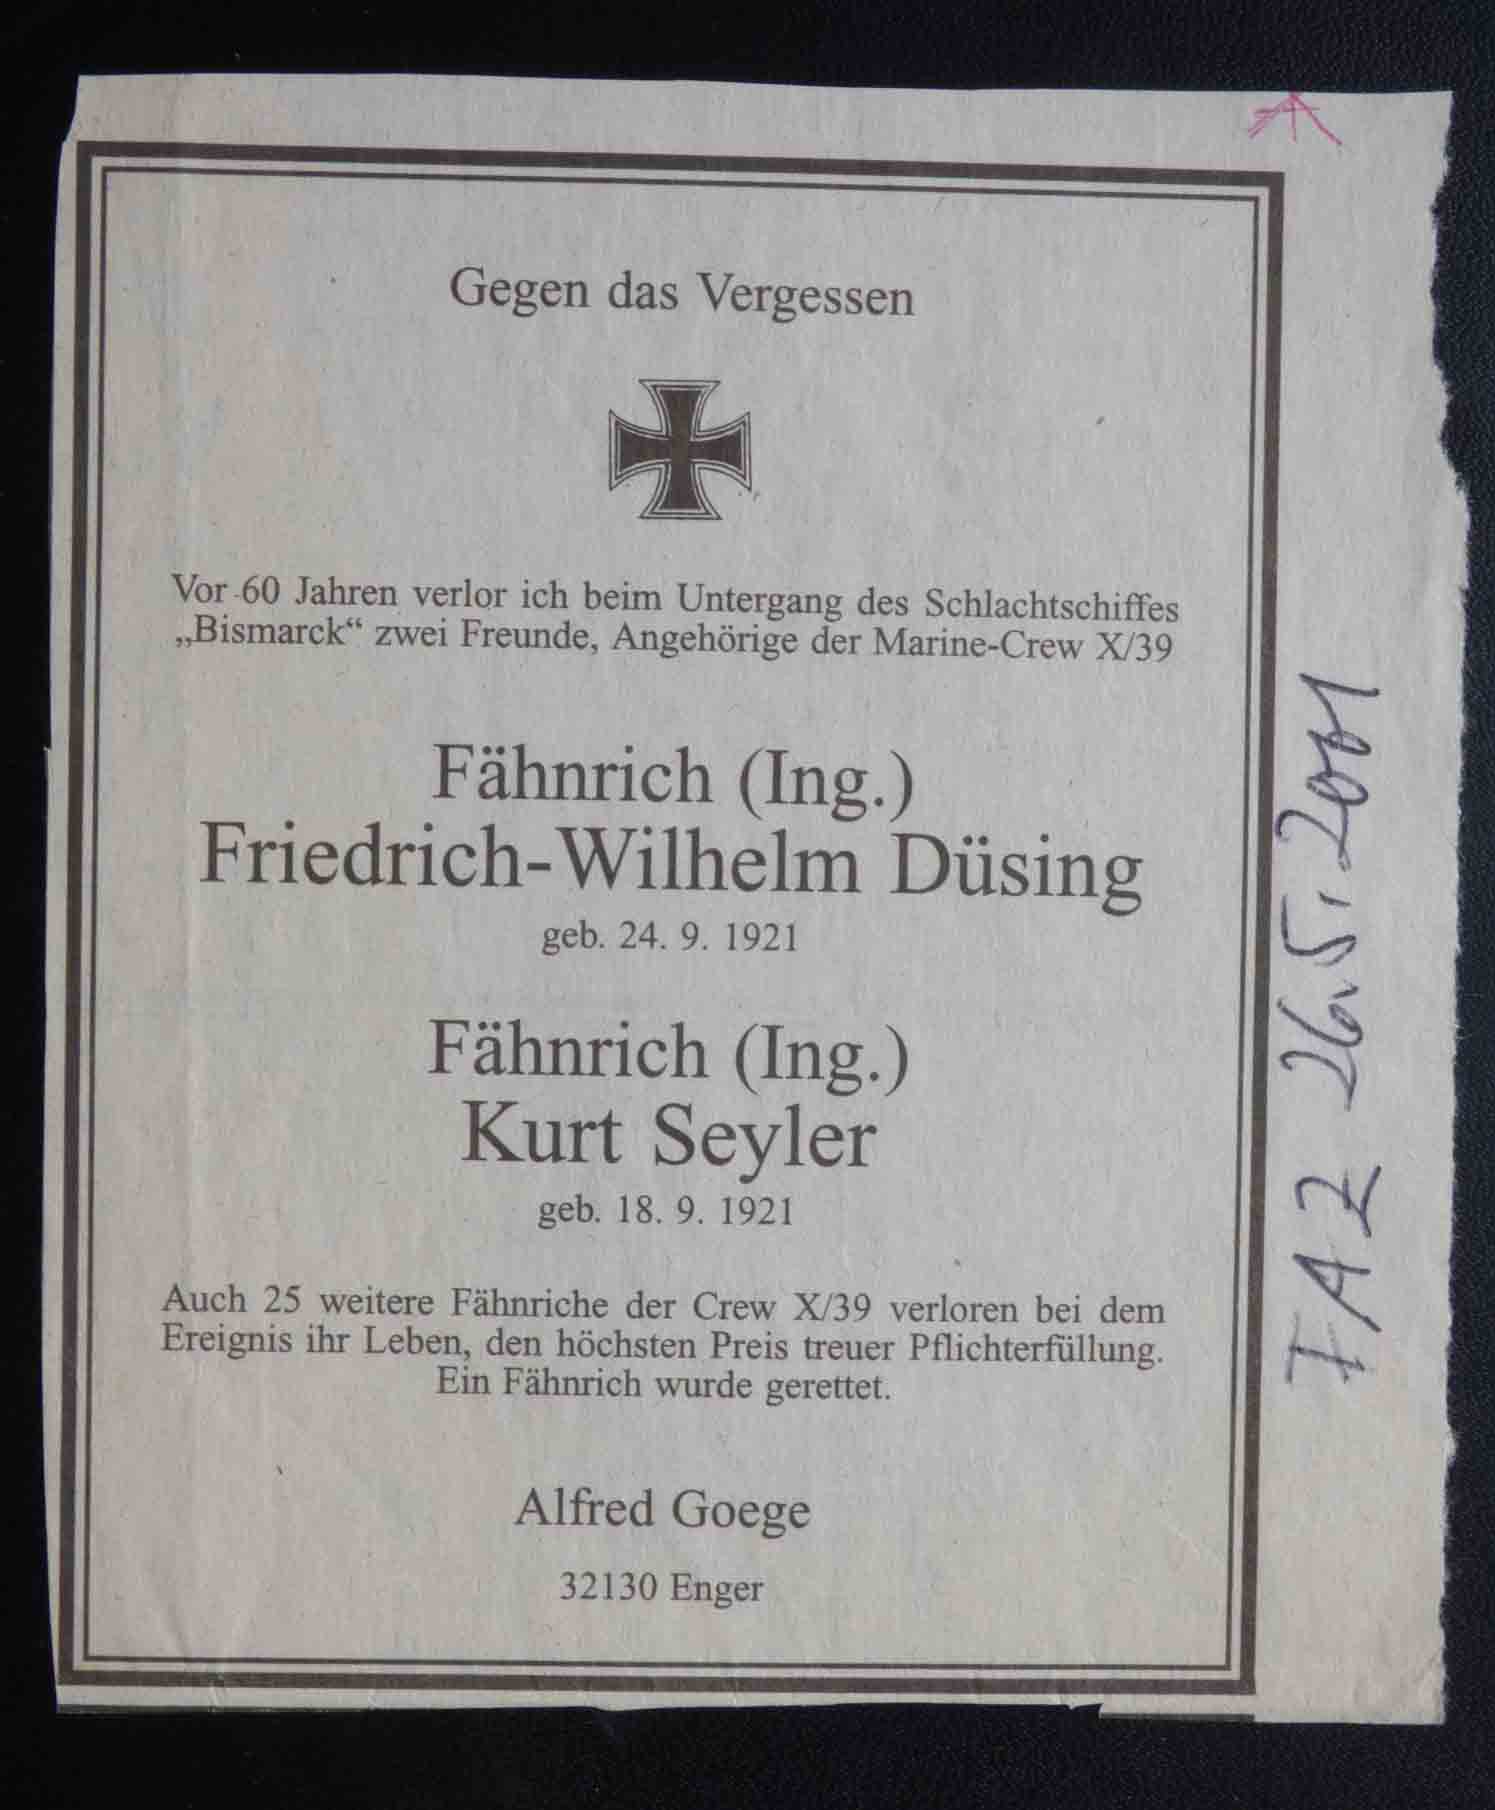 Gegen das Vergessen
Vor 60 Jahren verlor ich beim Untergang des Schlachtschiffes
„Bismarck“ zwei Freunde, Angehörige der Marine-Crew X/39
Fähnrich (Ing.)
Friedrich-Wilhelm Düsing
geb. 24. 9. 1921
Fähnrich (Ing.)
Kurt Seyler
geb. 18. 9. 1921
Auch 25 weitere Fähnriche der Crew X/39 verloren bei dem
Ereignis ihr Leben, den höchsten Preis treuer Pflichterfüllung.
Ein Fähnrich wurde gerettet.
Alfred Goege
32130 Enger
FAZ 26.5.2001